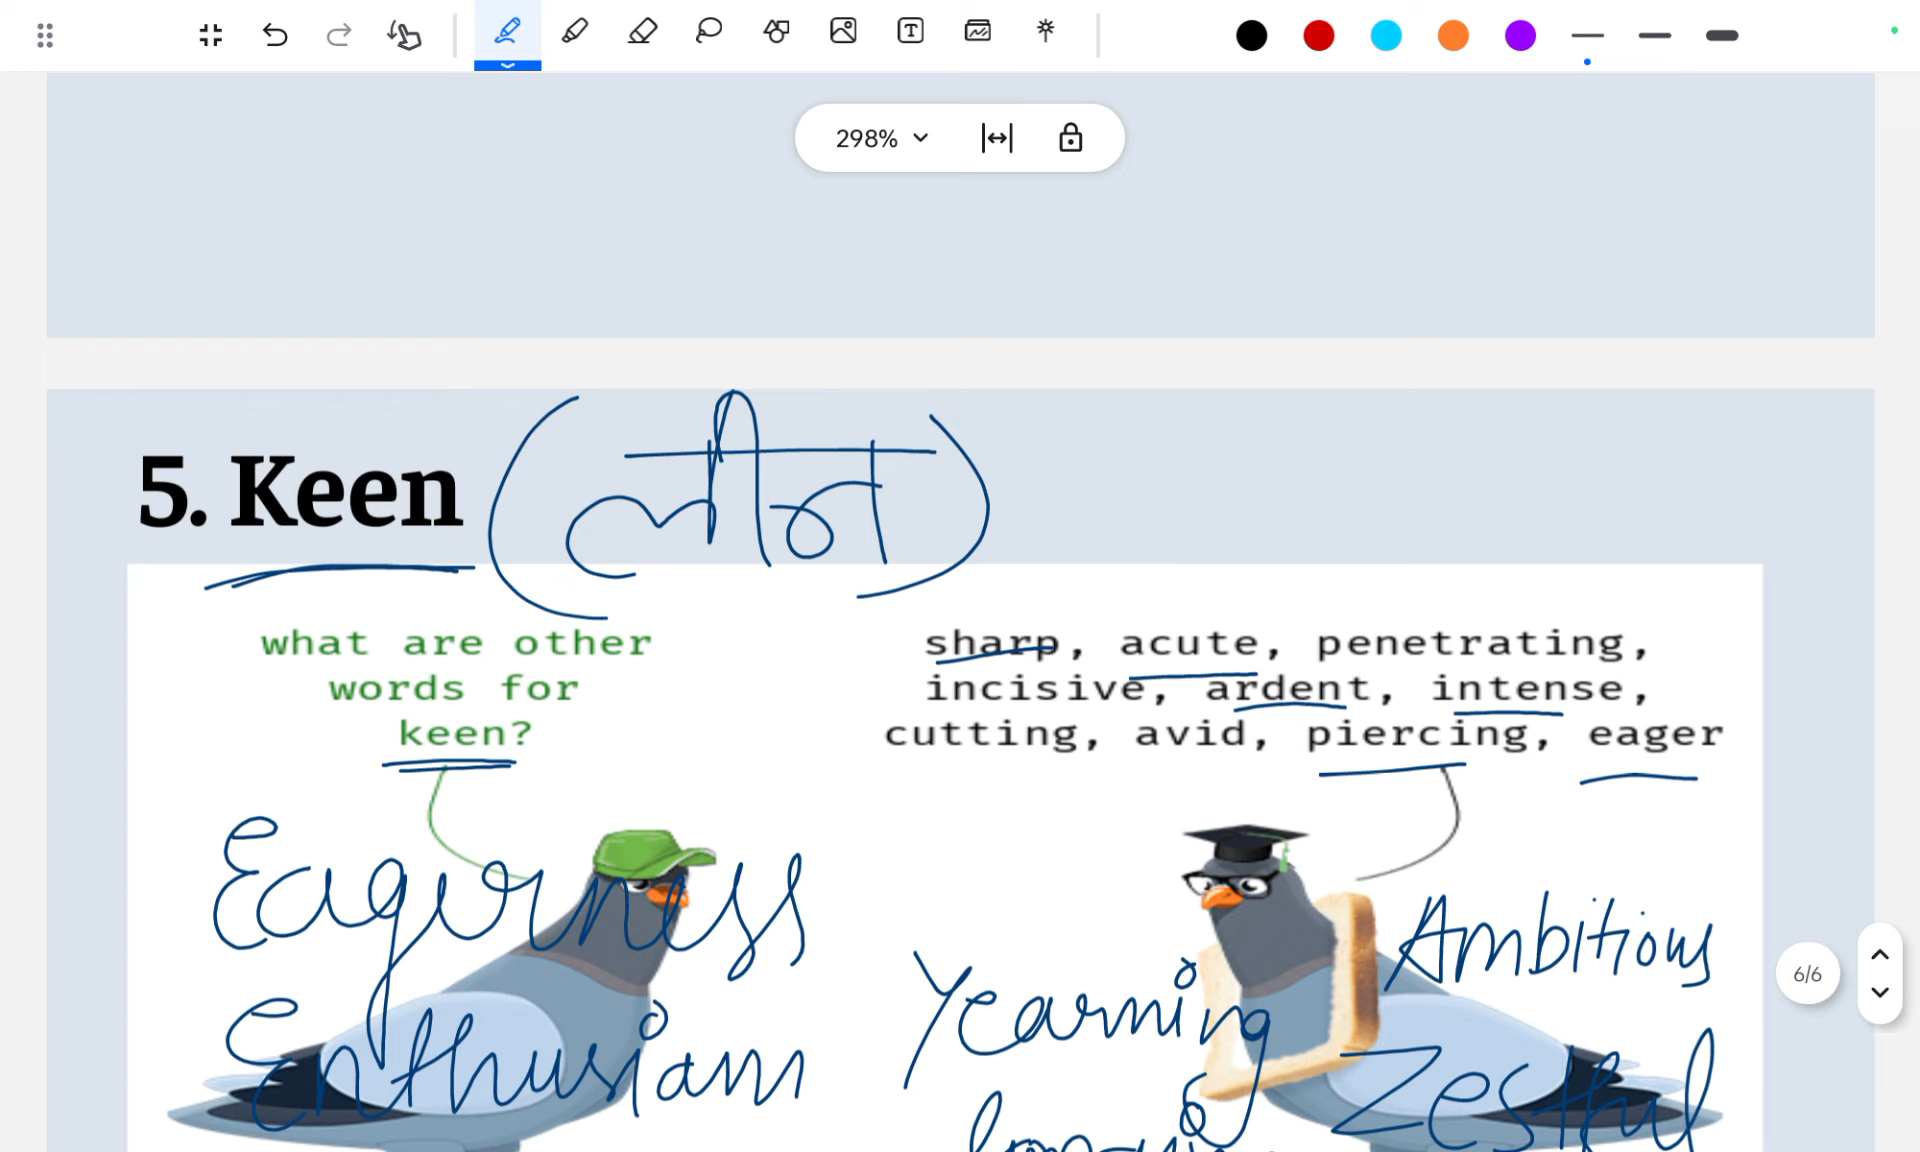 298%
5. Keen (लीन)
what are other
words for
keen?
sharp, acute, penetrating,
incisive, ardent, intense,
cutting, avid, piercing, eager
Eagerness
Enthusiam
Yearning
Ambitious
Zestful
6/6